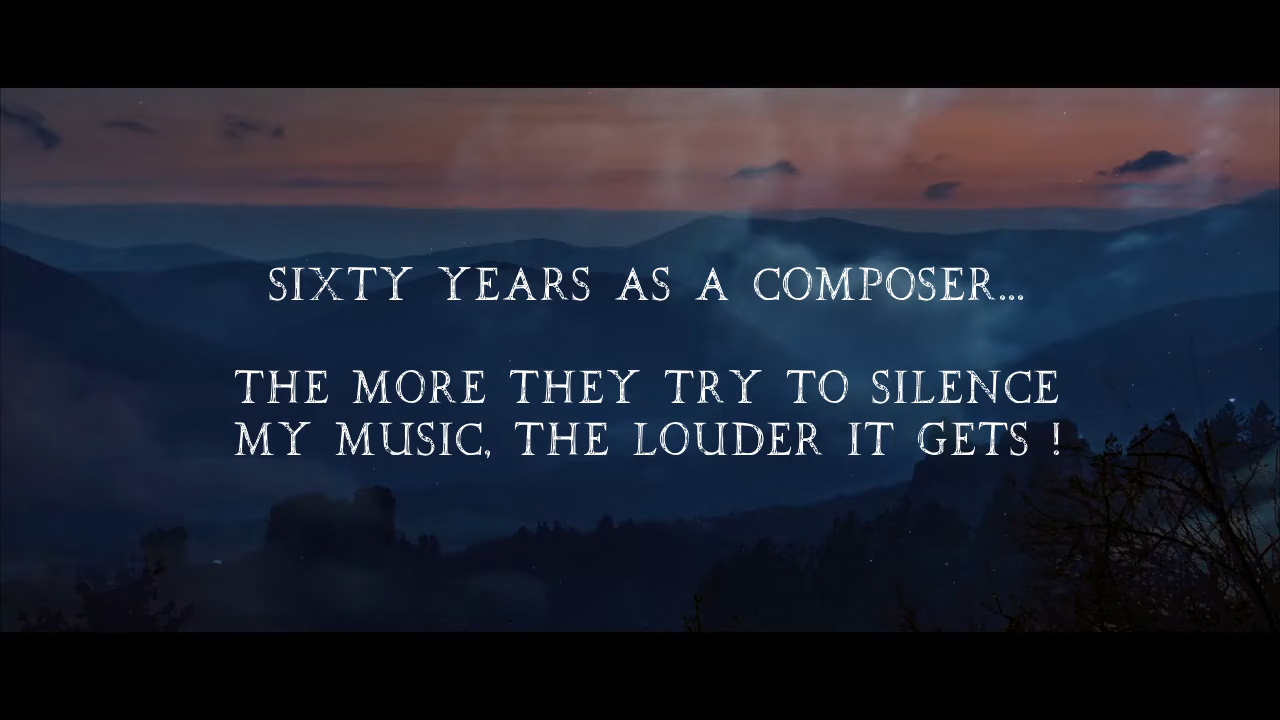 SIXTY YEARS AS A COMPOSER...
THE MORE THEY TRY TO SILENCE
MY MUSIC, THE LOUDER IT GETS !